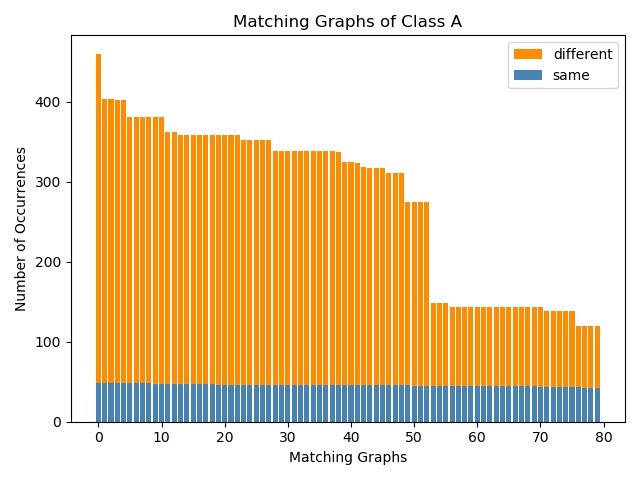 Matching Graphs of Class A
different
same
Number of Occurrences
400
300
200
100
0
0 10 20 30 40 50 60 70 80
Matching Graphs